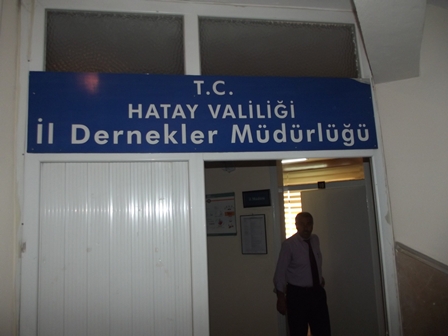 T.C.
HATAY VALİLİĞİ
İl Dernekler Müdürlüğü